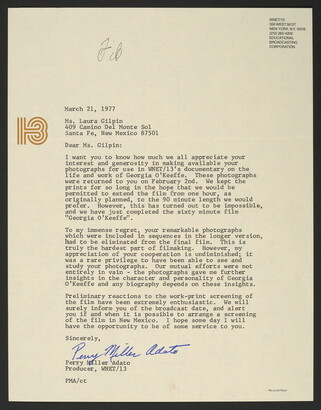 WNET/13
356 WEST 58 ST.
NEW YORK, N.Y. 10019
(212) 262-4200
EDUCATIONAL
BROADCASTING
CORPORATION
13
March 21, 1977
Ms. Laura Gilpin
409 Camino Del Monte Sol
Santa Fe, New Mexico 87501
Dear Ms. Gilpin:
I want you to know how much we all appreciate your
interest and generosity in making available your
photographs for use in WNET/13's documentary on the
life and work of Georgia O'Keeffe. These photographs
were returned to you on February 2nd. We kept the
prints for so long in the hope that we would be
permitted to extend the film from one hour, as
originally planned, to the 90 minute length we would
prefer. However, this has turned out to be impossible,
and we have just completed the sixty minute film
"Georgia O'Keeffe".
To my immense regret, your remarkable photographs
which were included in sequences in the longer version,
had to be eliminated from the final film. This is
truly the hardest part of filmaking. However, my
appreciation of your cooperation is undiminished; it
was a rare privilege to have been able to see and
study your photographs. Our mutual efforts were not
entirely in vain - the photographs gave me further
insights in the character and personality of Georgia
O'Keeffe and any biography depends on these insights.
Preliminary reactions to the work-print screening of
the film have been extremely enthusiastic. We will
surely inform you of the broadcast date, and alert
you if and when it is possible to arrange a screening
of the film in New Mexico. I hope some day I will
have the opportunity to be of some service to you.
Sincerely,
Perry Miller Adato
Perry Miller Adato
Producer, WNET/13
PMA/ct